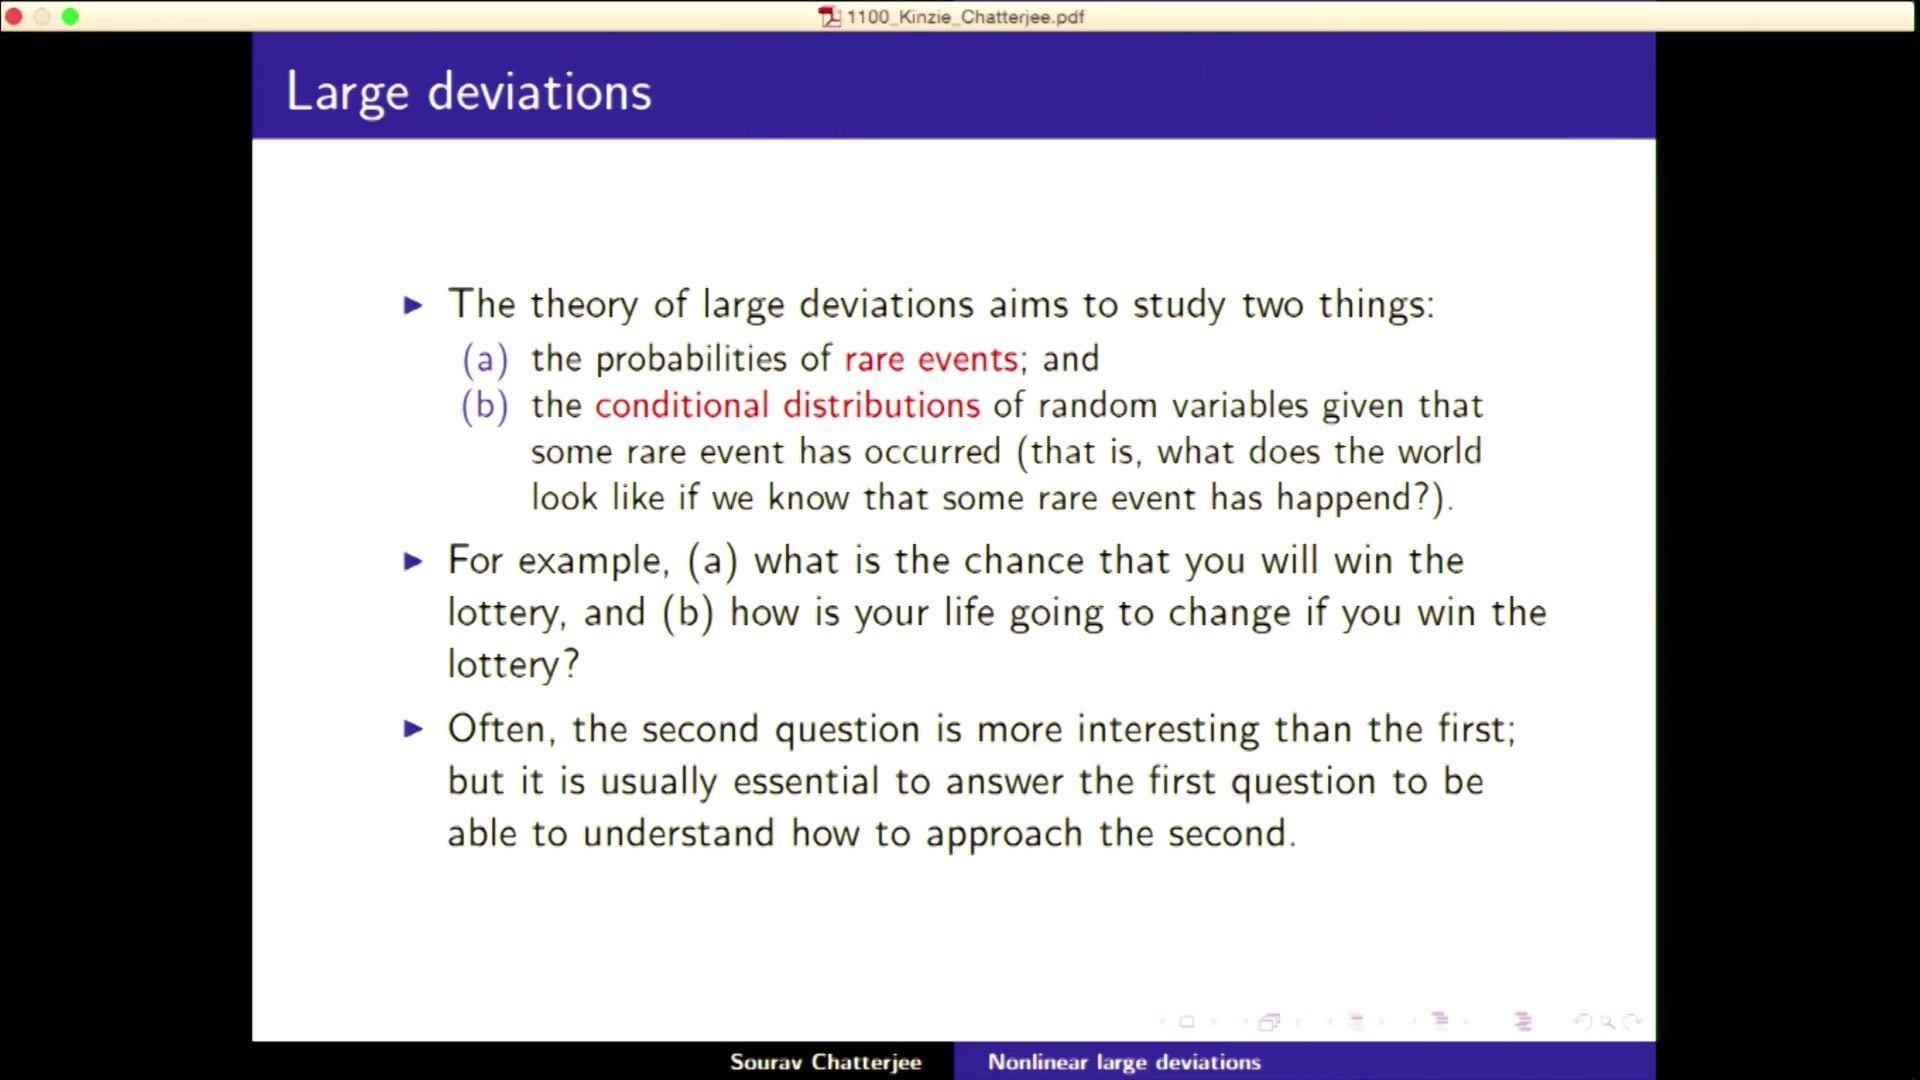 1100_Kinzie_Chatterjee.pdf
Large deviations
▶ The theory of large deviations aims to study two things:
(a) the probabilities of rare events; and
(b) the conditional distributions of random variables given that
some rare event has occurred (that is, what does the world
look like if we know that some rare event has happend?).
▶ For example, (a) what is the chance that you will win the
lottery, and (b) how is your life going to change if you win the
lottery?
▶ Often, the second question is more interesting than the first;
but it is usually essential to answer the first question to be
able to understand how to approach the second.
Sourav Chatterjee Nonlinear large deviations